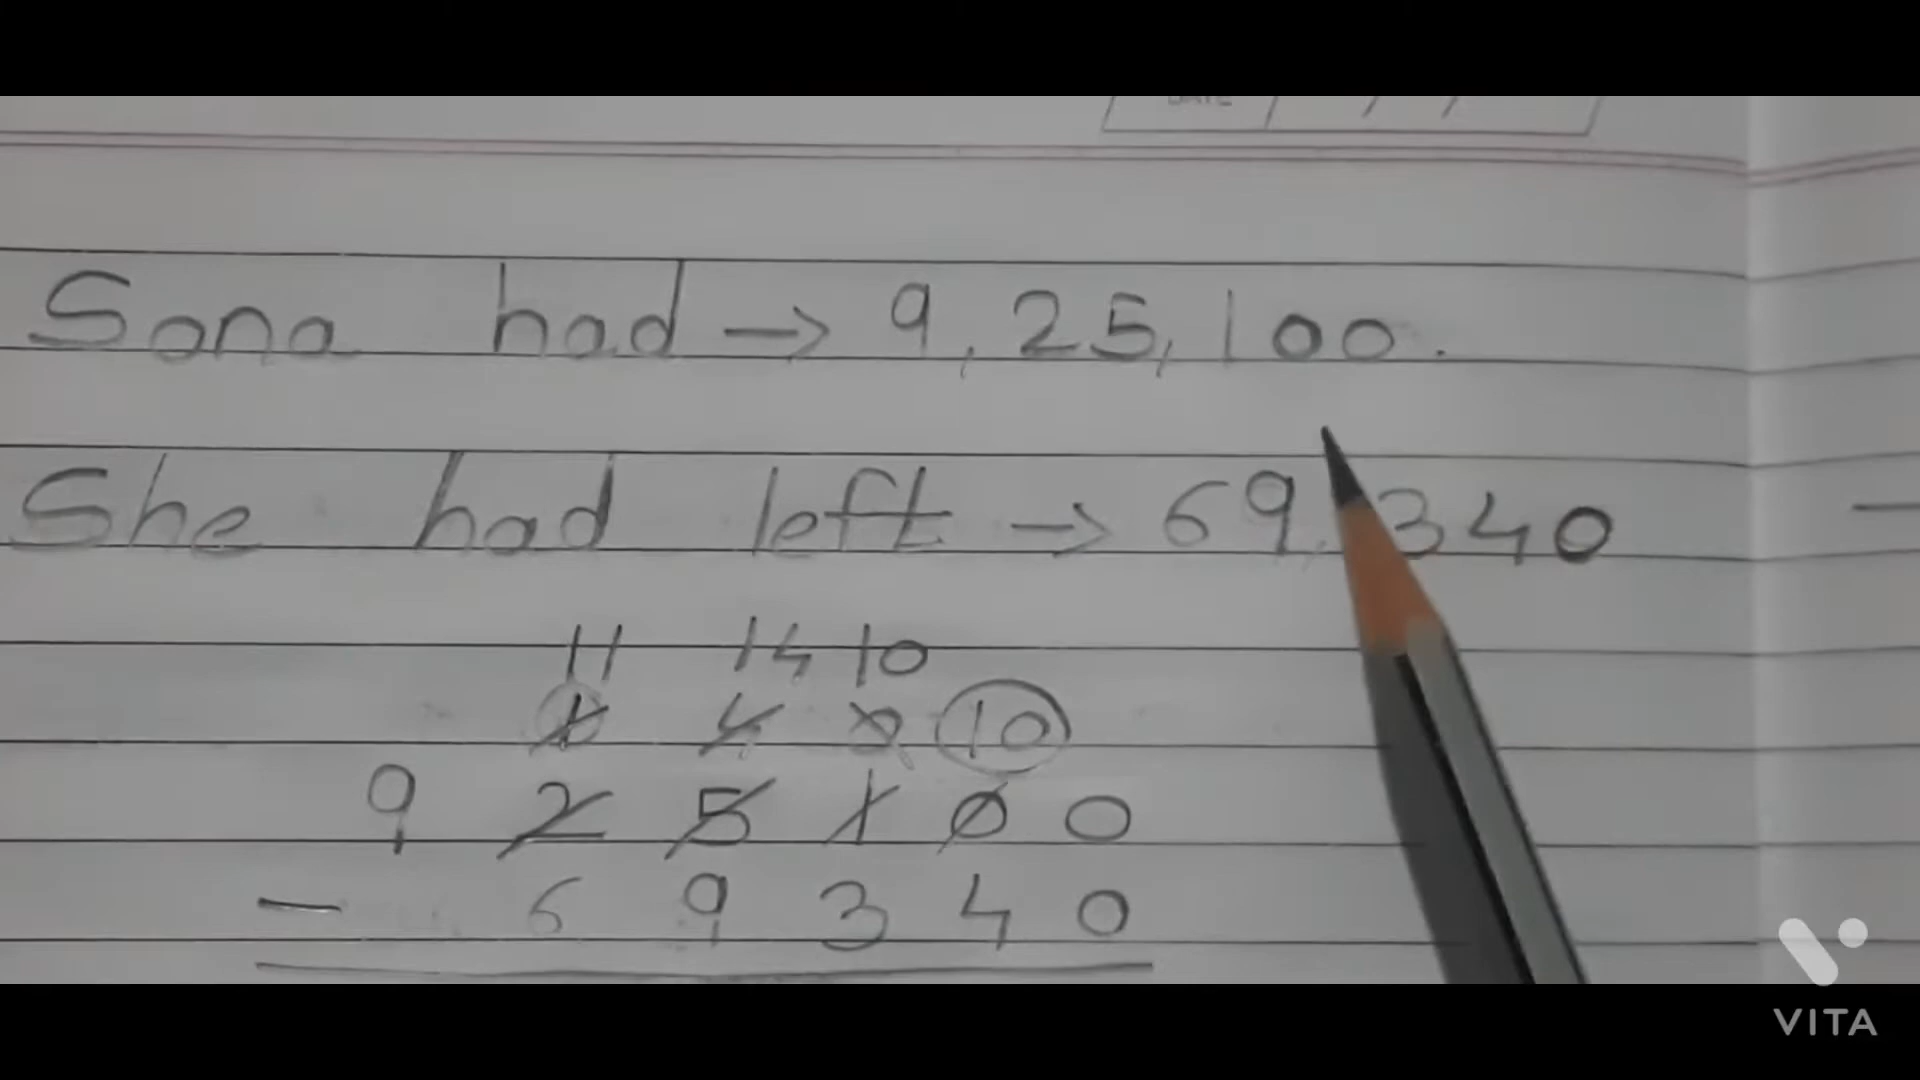 DATE / /
Sona had → 9,25,100.
She had left → 69,340 –
11 14 10
1 4 0 10
9 2 5 1 0 0
– 6 9 3 4 0
VITA